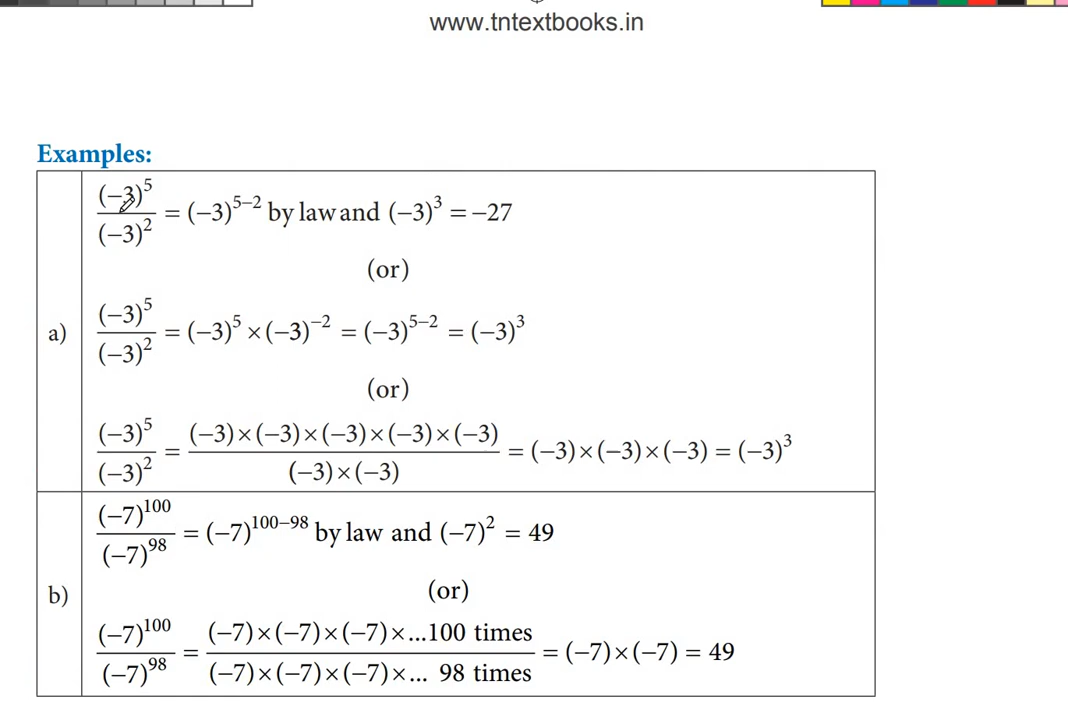 www.tntextbooks.in
Examples:
(−3)⁵/(−3)² = (−3)⁵⁻² by law and (−3)³ = −27
(or)
a) (−3)⁵/(−3)² = (−3)⁵ × (−3)⁻² = (−3)⁵⁻² = (−3)³
(or)
(−3)⁵/(−3)² = (−3)×(−3)×(−3)×(−3)×(−3)/(−3)×(−3) = (−3)×(−3)×(−3) = (−3)³
(−7)¹⁰⁰/(−7)⁹⁸ = (−7)¹⁰⁰⁻⁹⁸ by law and (−7)² = 49
b) (or)
(−7)¹⁰⁰/(−7)⁹⁸ = (−7)×(−7)×(−7)×...100 times/(−7)×(−7)×(−7)×... 98 times = (−7)×(−7) = 49